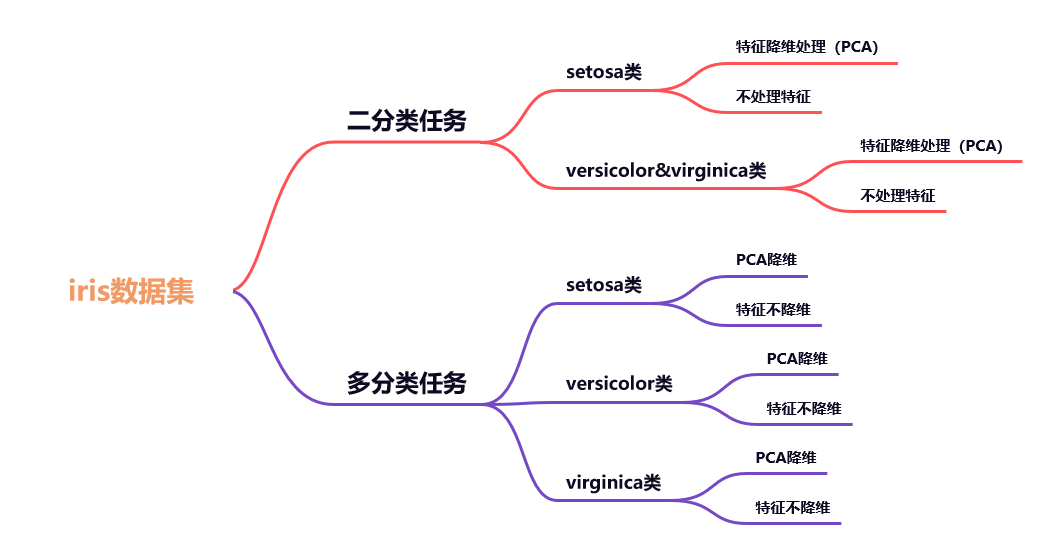 iris数据集
二分类任务
setosa类
特征降维处理（PCA）
不处理特征
versicolor&virginica类
特征降维处理（PCA）
不处理特征
多分类任务
setosa类
PCA降维
特征不降维
versicolor类
PCA降维
特征不降维
virginica类
PCA降维
特征不降维